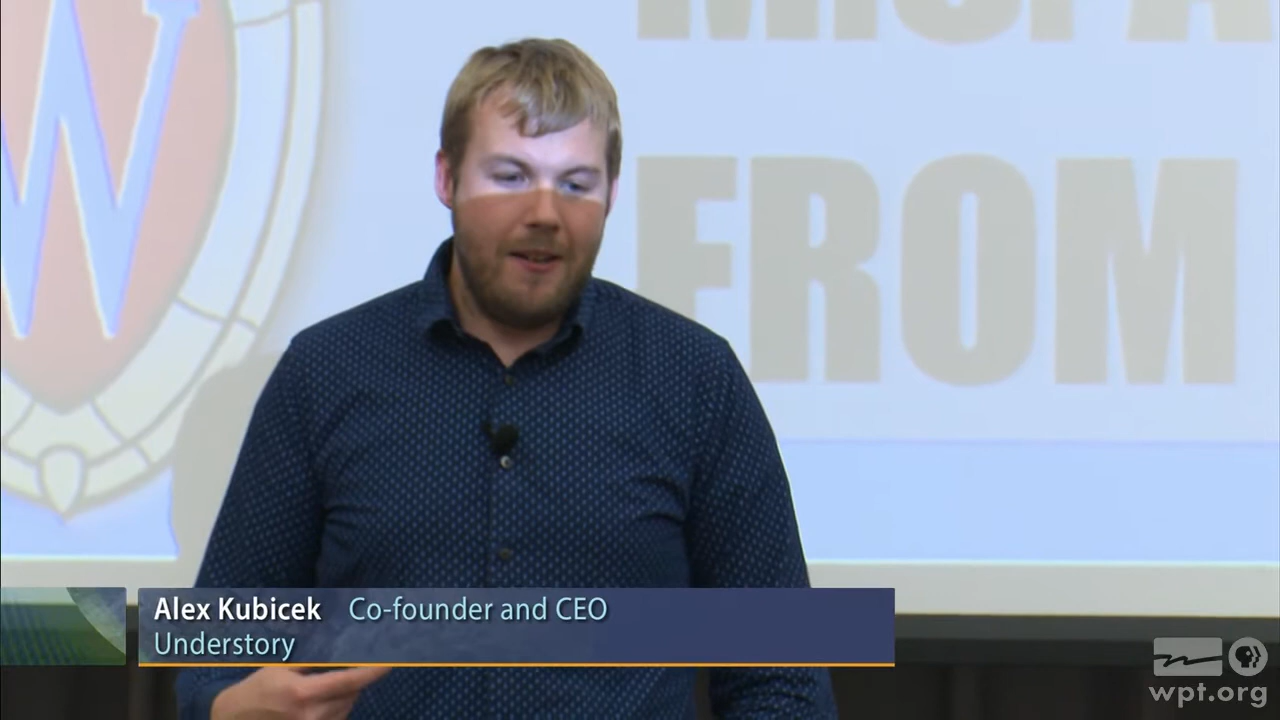 W
FROM
Alex Kubicek Co-founder and CEO
Understory
wpt.org